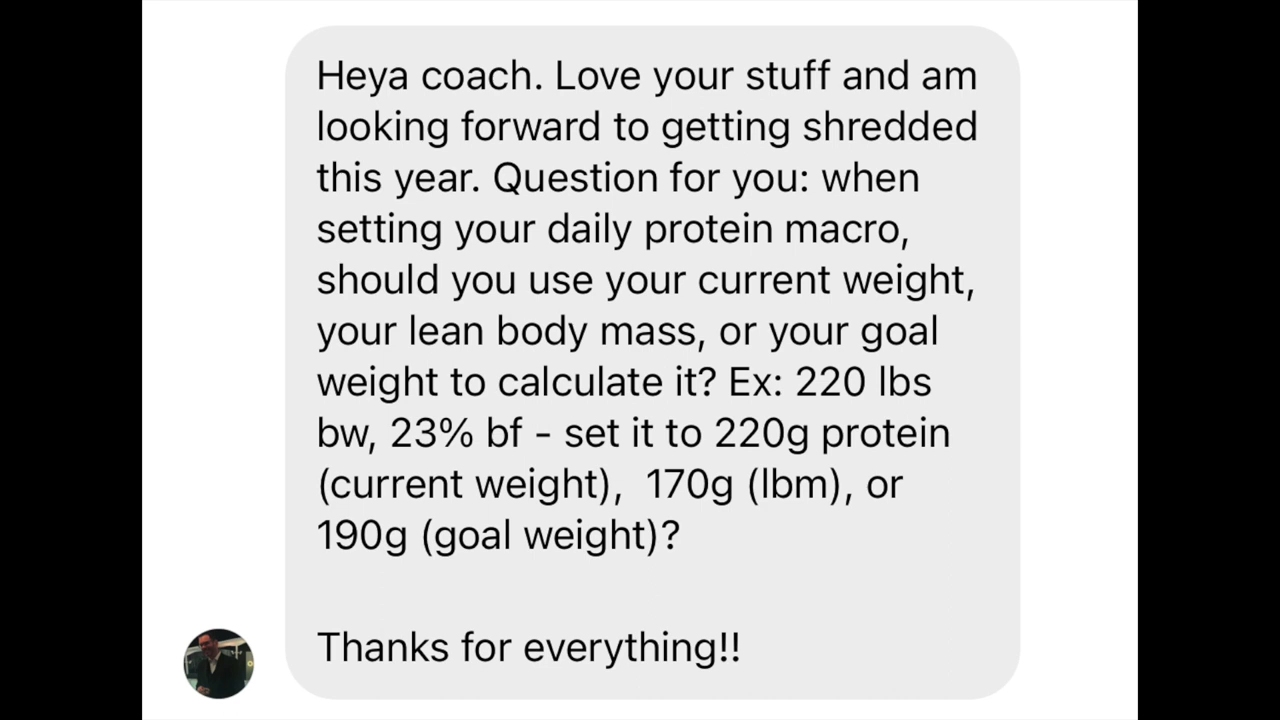 Heya coach. Love your stuff and am
looking forward to getting shredded
this year. Question for you: when
setting your daily protein macro,
should you use your current weight,
your lean body mass, or your goal
weight to calculate it? Ex: 220 lbs
bw, 23% bf - set it to 220g protein
(current weight),  170g (lbm), or
190g (goal weight)?
Thanks for everything!!